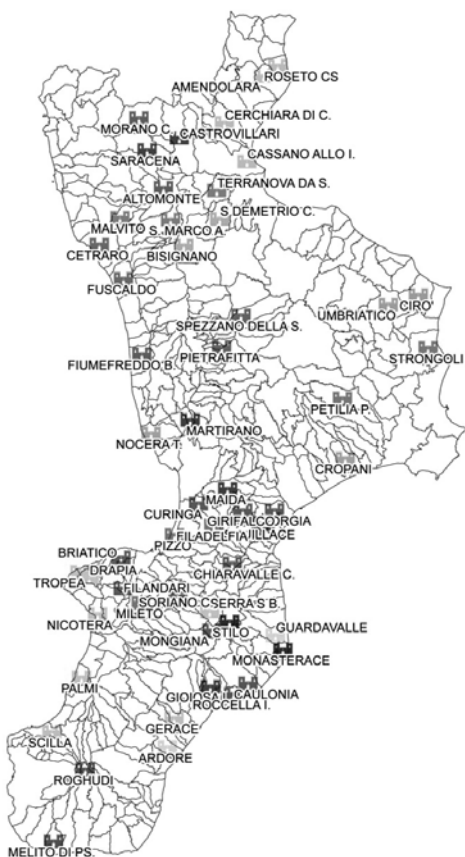 ROSETO CS
AMENDOLARA
CERCHIARA DI C.
MORANO C.
CASTROVILLARI
SARACENA
CASSANO ALLO I.
TERRANOVA DA S.
ALTOMONTE
S.DEMETRIO C.
MALVITO
S. MARCO A.
CETRARO
BISIGNANO
FUSCALDO
CIRO'
UMBRIATICO
SPEZZANO DELLA S.
STRONGOLI
PIETRAFITTA
FIUMEFREDDO B.
PETILIA P.
MARTIRANO
NOCERA T.
CROPANI
MAIDA
CURINGA
GIRIFALCO
FILADELFIA
PIZZO
BRIATICO
DRAPIA
CHIARAVALLE C.
TROPEA
FILANDARI
SORIANO C.
SERRA S B.
MILETO
NICOTERA
STILO
GUARDAVALLE
MONGIANA
MONASTERACE
PALMI
CAULONIA
ROCCELLA I.
GERACE
SCILLA
ARDORE
ROGHUDI
MELITO DI PS.